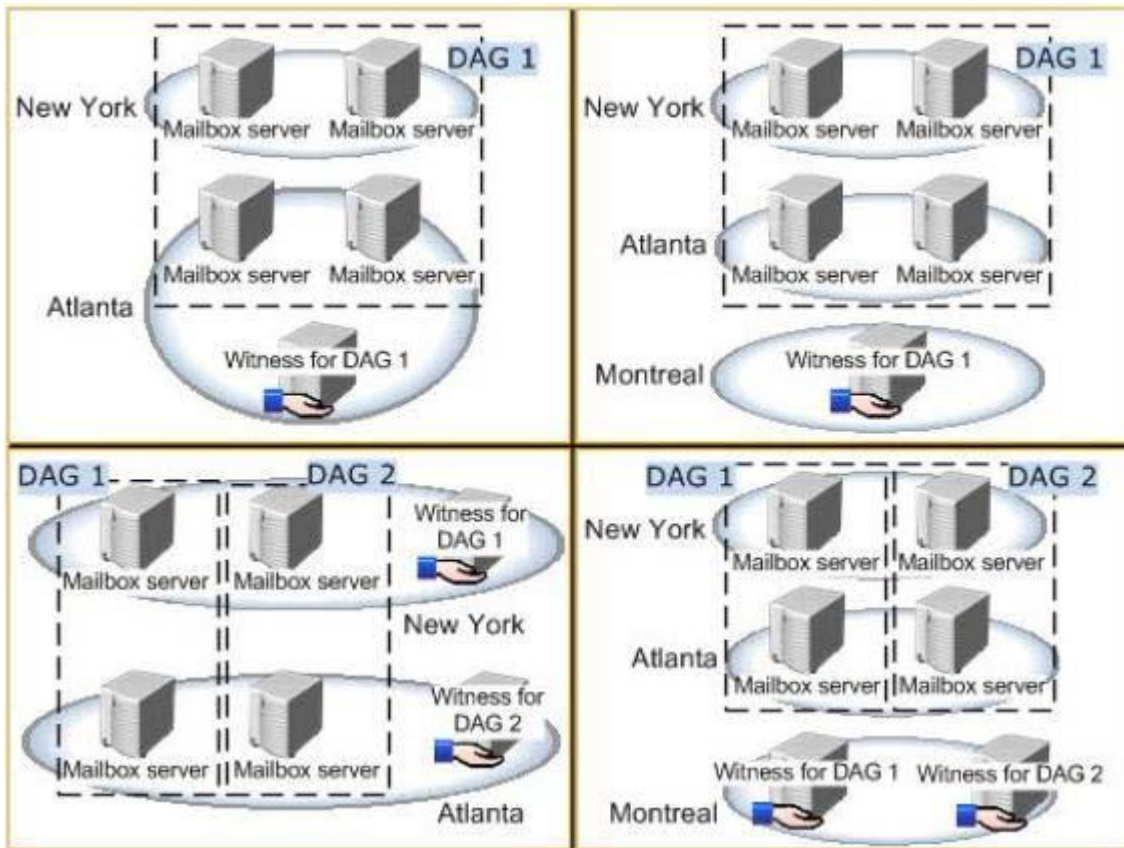 DAG 1
New York
Mailbox server Mailbox server
Mailbox server Mailbox server
Atlanta
Witness for DAG 1
DAG 1
New York
Mailbox server Mailbox server
Atlanta
Mailbox server Mailbox server
Witness for DAG 1
Montreal
DAG 1 DAG 2
Witness for
DAG 1
Mailbox server Mailbox server
New York
Witness for
DAG 2
Mailbox server Mailbox server
Atlanta
DAG 1 DAG 2
New York
Mailbox server Mailbox server
Atlanta
Mailbox server Mailbox server
Witness for DAG 1 Witness for DAG 2
Montreal